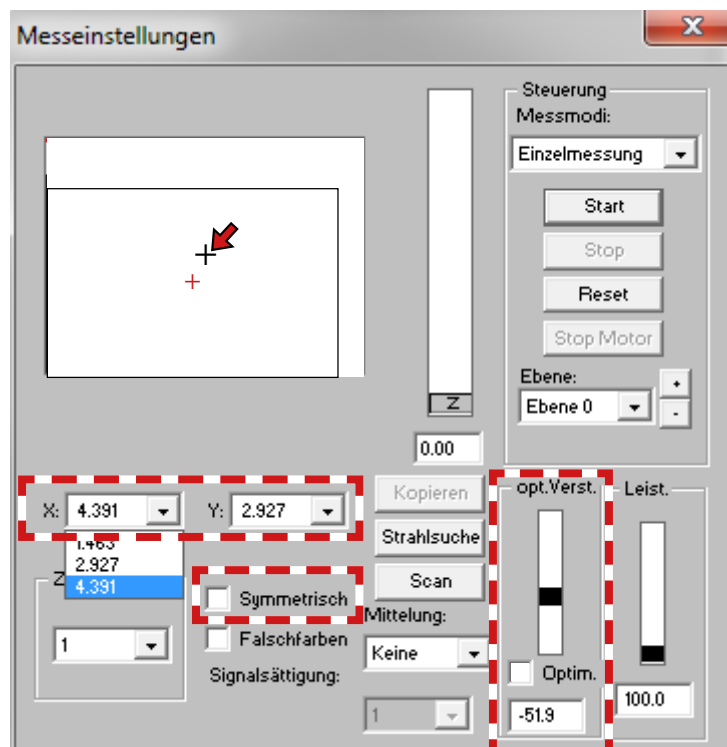 Messeinstellungen
x
Steuerung
Messmodi:
Einzelmessung
Start
Stop
Reset
Stop Motor
Ebene:
Ebene 0
+
-
Z
0.00
X: 4.391 Y: 2.927
1.463
2.927
4.391
Z
1
Symmetrisch
Falschfarben
Signalsättigung:
Kopieren
Strahlsuche
Scan
Mittelung:
Keine
1
opt.Verst.
Optim.
-51.9
Leist.
100.0